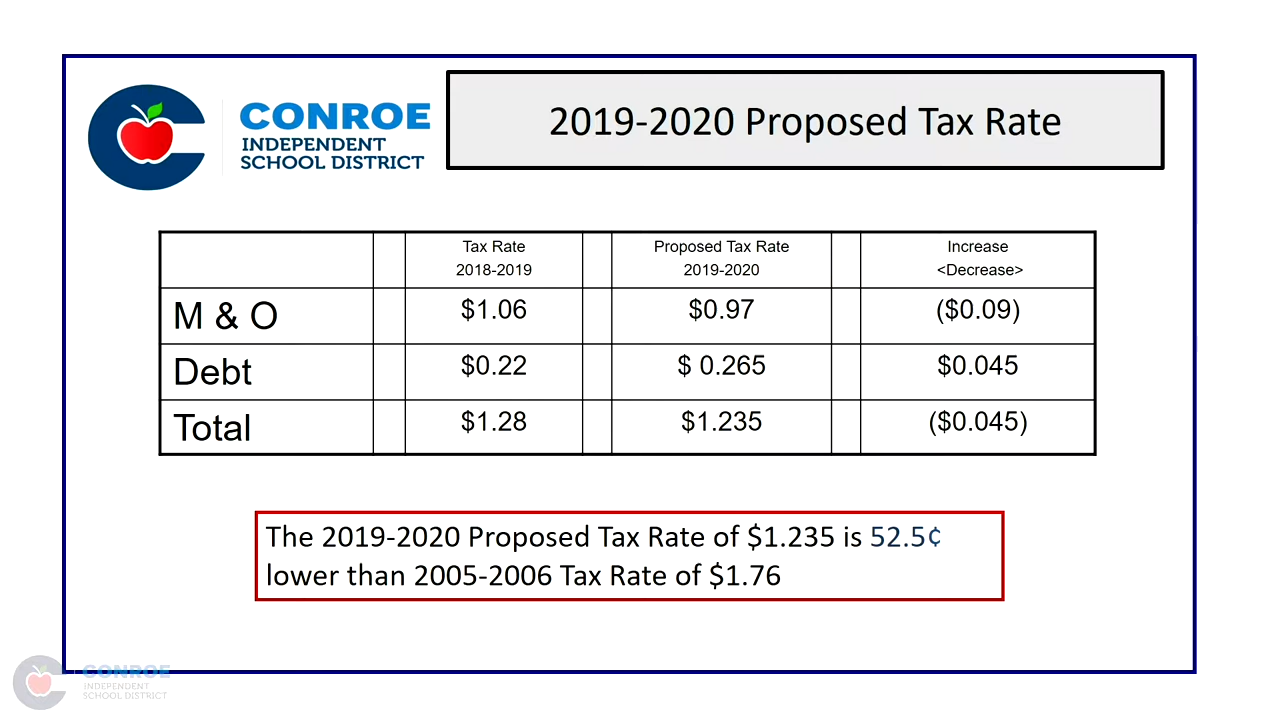 CONROE
INDEPENDENT
SCHOOL DISTRICT
2019-2020 Proposed Tax Rate
Tax Rate 2018-2019 Proposed Tax Rate 2019-2020 Increase <Decrease>
M & O $1.06 $0.97 ($0.09)
Debt $0.22 $ 0.265 $0.045
Total $1.28 $1.235 ($0.045)
The 2019-2020 Proposed Tax Rate of $1.235 is 52.5¢
lower than 2005-2006 Tax Rate of $1.76
CONROE
INDEPENDENT
SCHOOL DISTRICT